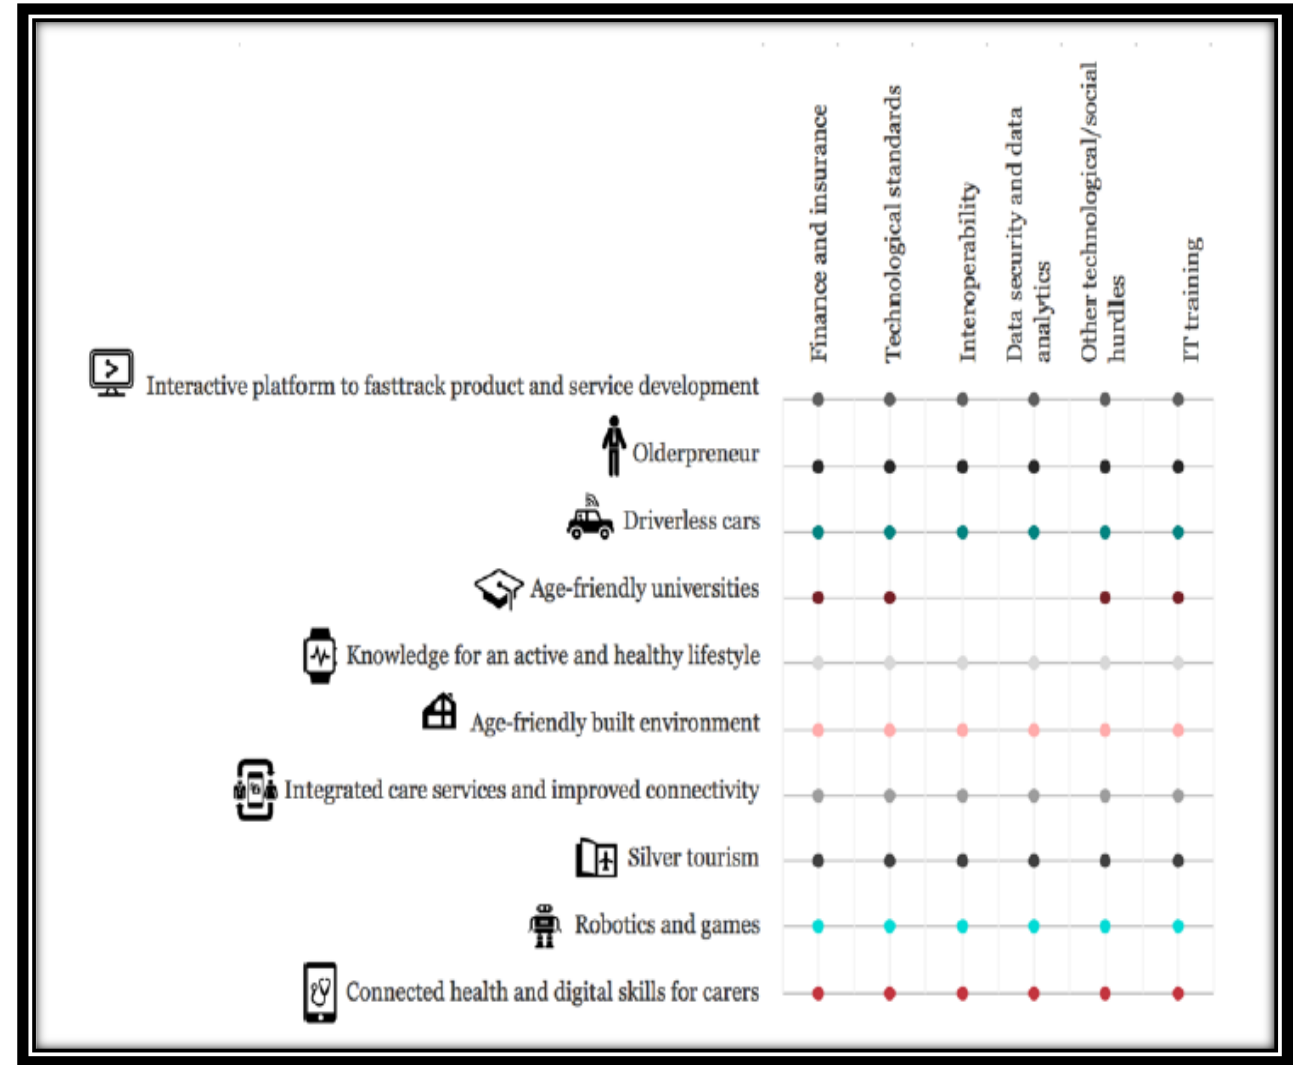 Finance and insurance
Technological standards
Interoperability
Data security and data
analytics
Other technological/social
hurdles
IT training
Interactive platform to fasttrack product and service development
Olderpreneur
Driverless cars
Age-friendly universities
Knowledge for an active and healthy lifestyle
Age-friendly built environment
Integrated care services and improved connectivity
Silver tourism
Robotics and games
Connected health and digital skills for carers